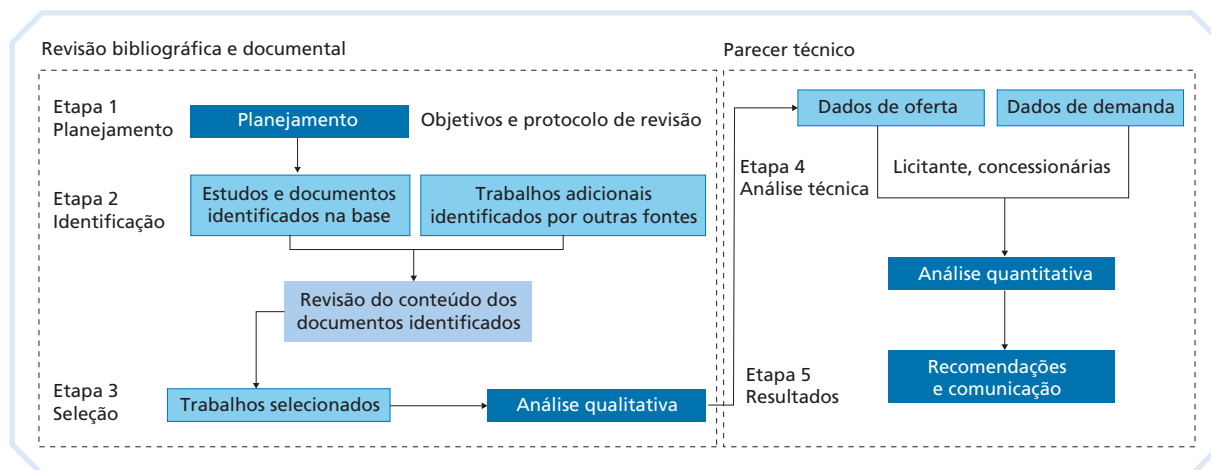 Revisão bibliográfica e documental
Etapa 1
Planejamento
Planejamento
Objetivos e protocolo de revisão
Etapa 2
Identificação
Estudos e documentos
identificados na base
Trabalhos adicionais
identificados por outras fontes
Revisão do conteúdo dos
documentos identificados
Etapa 3
Seleção
Trabalhos selecionados
Análise qualitativa
Parecer técnico
Dados de oferta
Dados de demanda
Etapa 4
Análise técnica
Licitante, concessionárias
Análise quantitativa
Etapa 5
Resultados
Recomendações
e comunicação